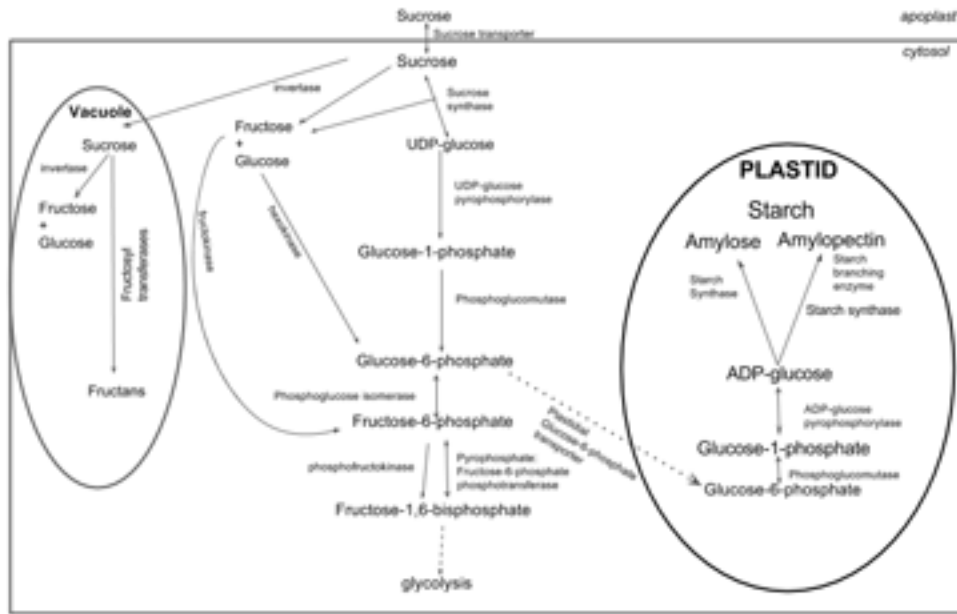 Sucrose
apoplast
Sucrose transporter
cytosol
Sucrose
invertase
Vacuole
Sucrose
synthase
Fructose
+
Glucose
Sucrose
UDP-glucose
invertase
Fructose
+
Glucose
Fructosyl
transferases
Fructans
fructokinase
hexokinase
UDP-glucose
pyrophosphorylase
Glucose-1-phosphate
Phosphoglucomutase
Glucose-6-phosphate
Phosphoglucose isomerase
Fructose-6-phosphate
phosphofructokinase
Pyrophosphate:
Fructose-6-phosphate
phosphotransferase
Fructose-1,6-bisphosphate
glycolysis
Plastidal
Glucose-6-phosphate
transporter
PLASTID
Starch
Amylose
Amylopectin
Starch
Synthase
Starch
branching
enzyme
Starch synthase
ADP-glucose
ADP-glucose
pyrophosphorylase
Glucose-1-phosphate
Phosphoglucomutase
Glucose-6-phosphate